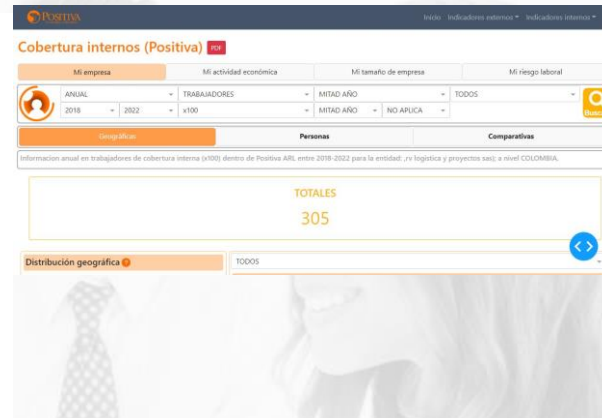 POSITIVA
Inicio Indicadores externos Indicadores internos
Cobertura internos (Positiva) PDF
Mi empresa Mi actividad económica Mi tamaño de empresa Mi riesgo laboral
ANUAL TRABAJADORES MITAD AÑO TODOS
2018 2022 x100 MITAD AÑO NO APLICA
Busca
Geográficas Personas Comparativas
Informacion anual en trabajadores de cobertura interna (x100) dentro de Positiva ARL entre 2018-2022 para la entidad: ,rv logística y proyectos sas); a nivel COLOMBIA.
TOTALES
305
Distribución geográfica ? TODOS